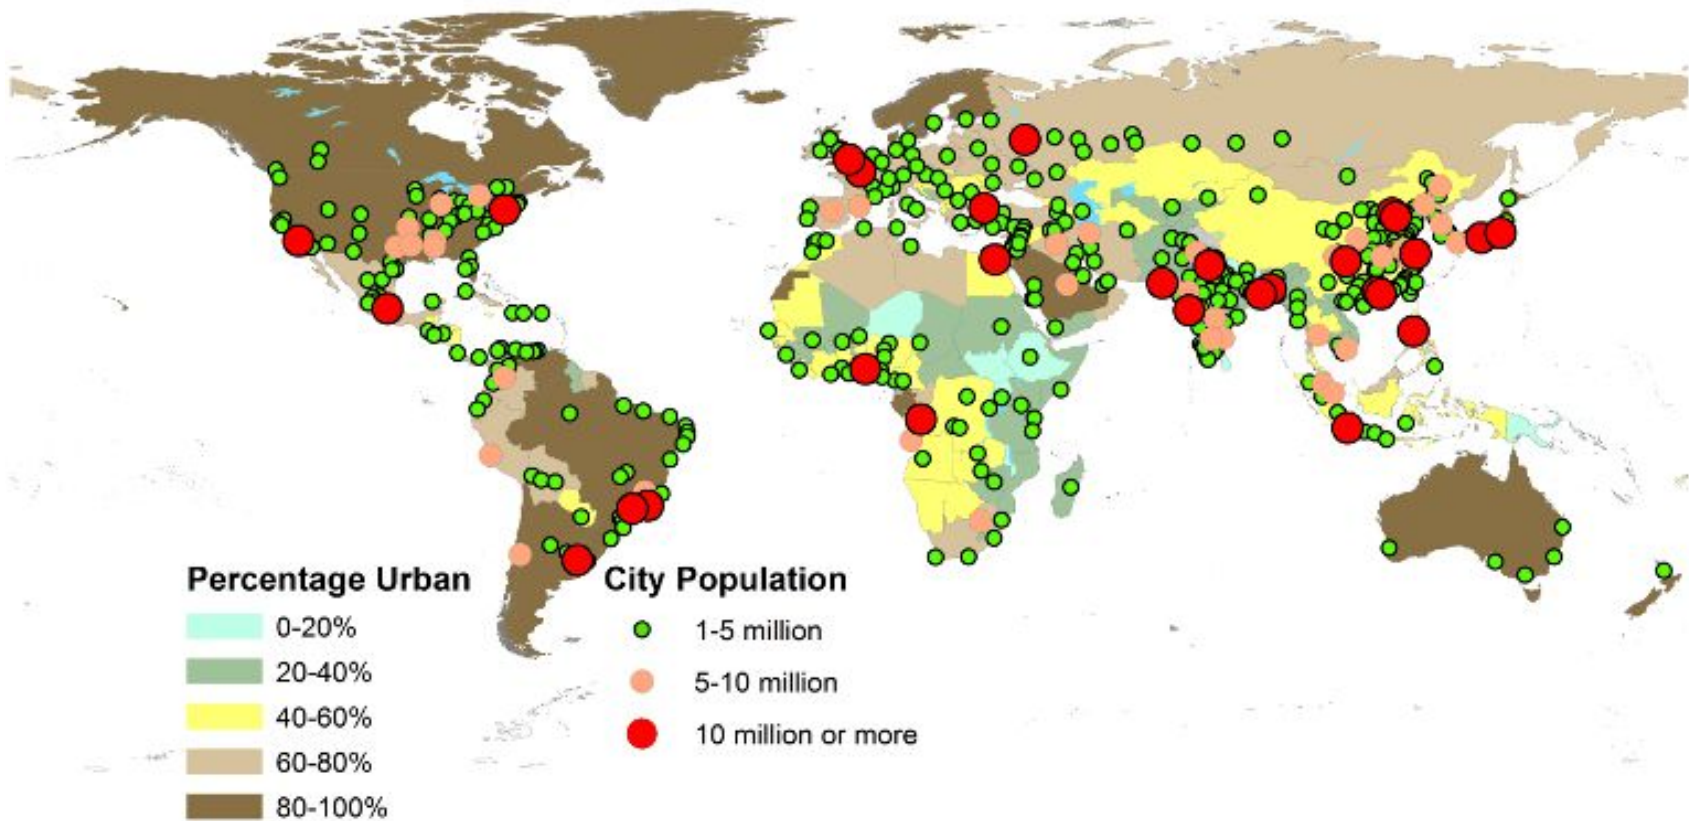 Percentage Urban
0-20%
20-40%
40-60%
60-80%
80-100%
City Population
1-5 million
5-10 million
10 million or more